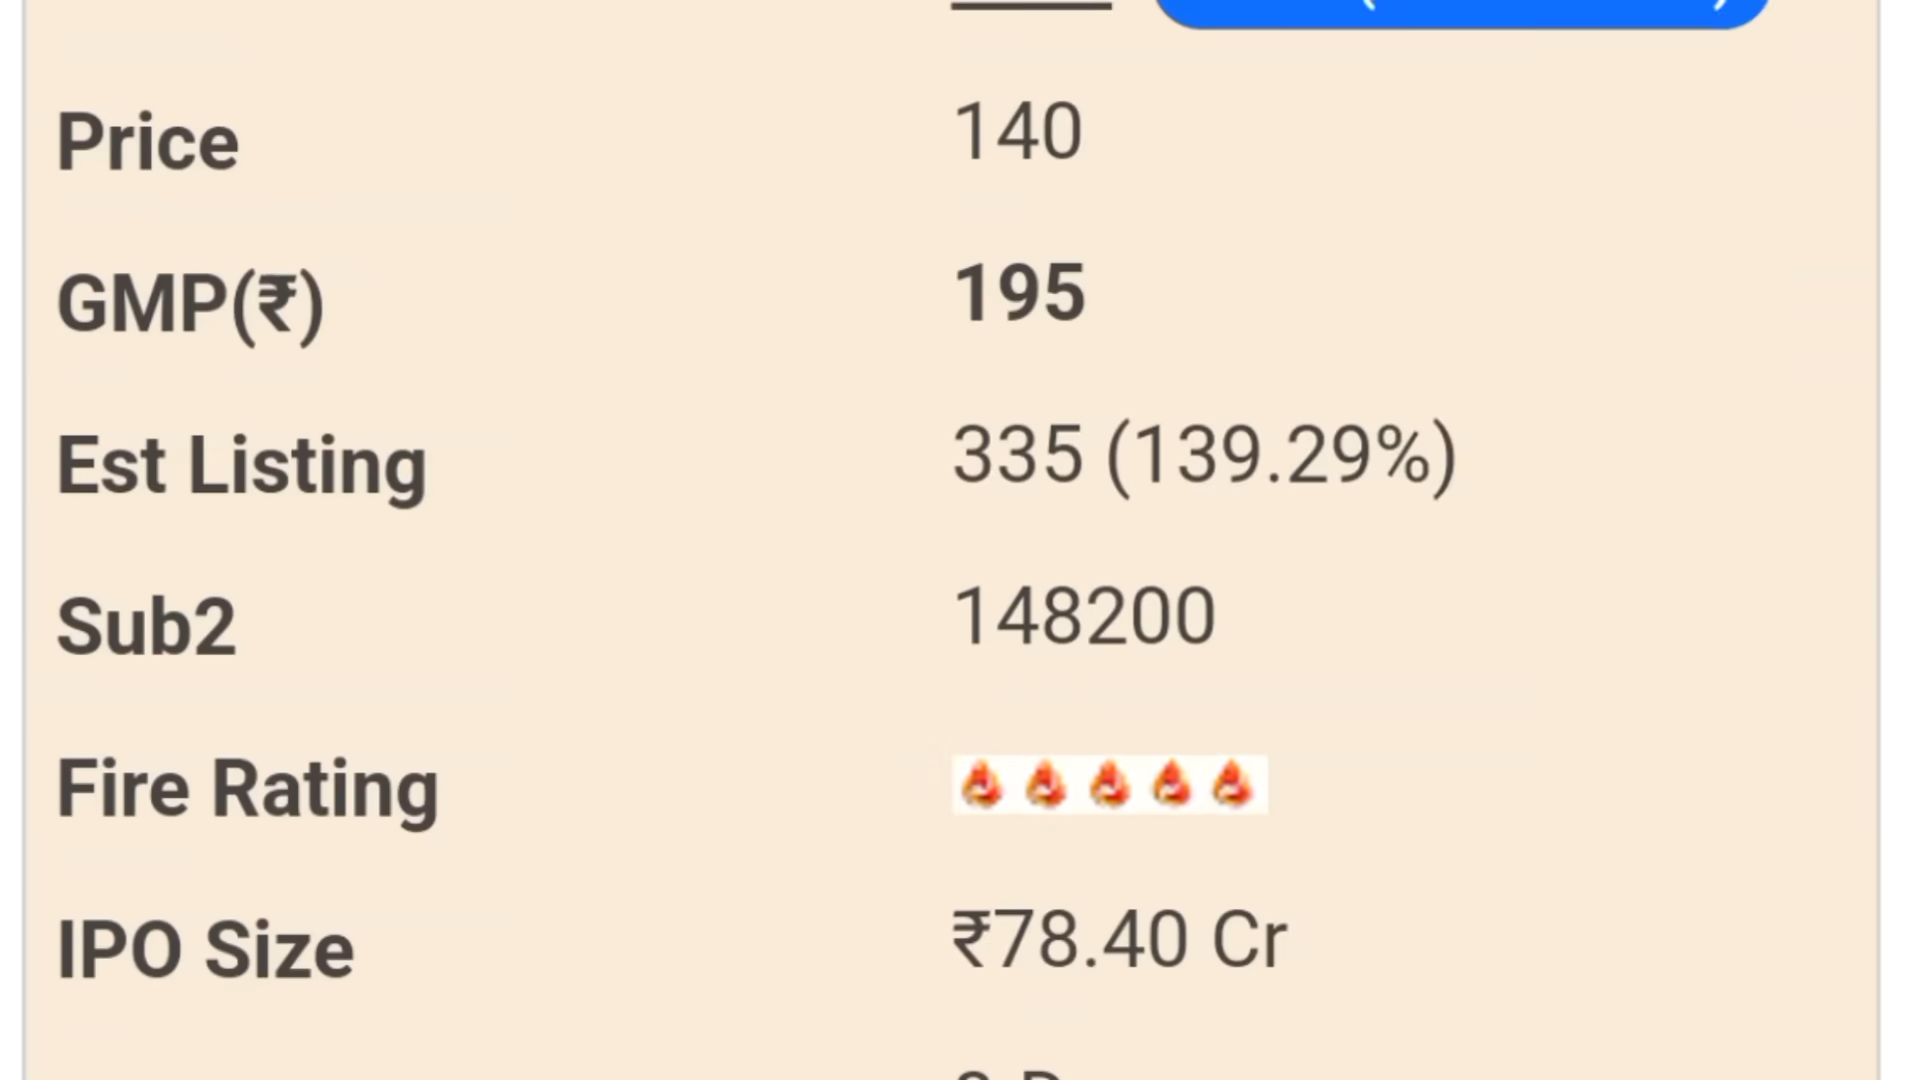 Price 140
GMP(₹) 195
Est Listing 335 (139.29%)
Sub2 148200
Fire Rating
IPO Size ₹78.40 Cr